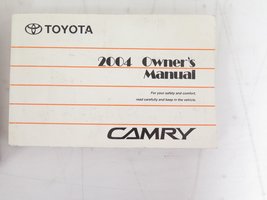 TOYOTA
2004 Owner's
Manual
For your safety and comfort,
read carefully and keep in the vehicle.
CAMRY